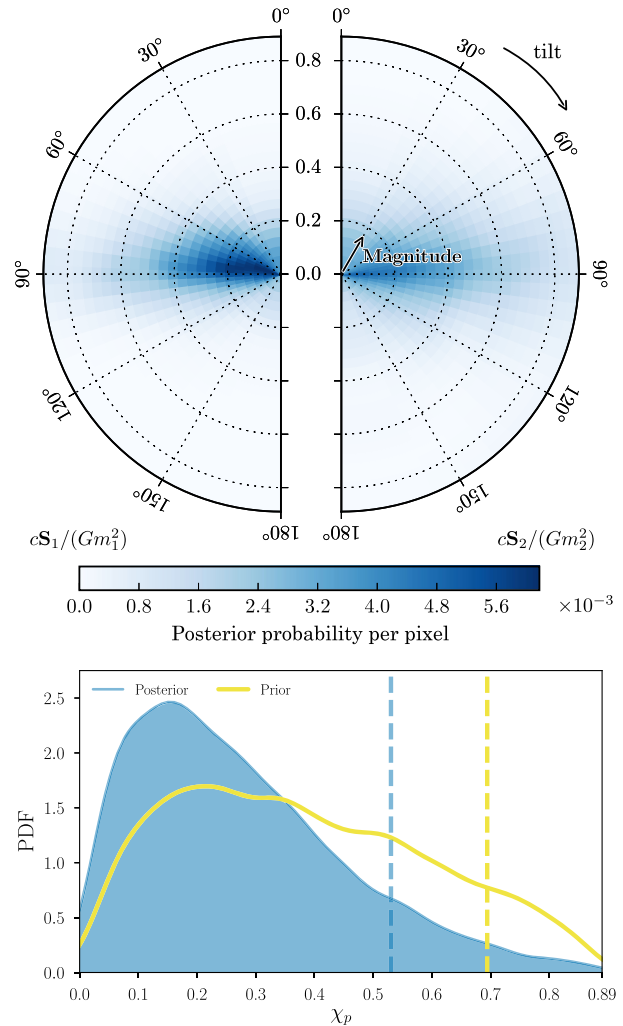 0° 0°
30° 0.8 30° tilt
60° 0.6 60°
0.4
0.2
Magnitude
90° 0.0 90°
120° 120°
150° 150°
180° 180°
c𝐒₁/(Gm₁²) c𝐒₂/(Gm₂²)
0.0 0.8 1.6 2.4 3.2 4.0 4.8 5.6 ×10⁻³
Posterior probability per pixel
Posterior Prior
2.5
2.0
1.5
1.0
0.5
0.0
PDF
0.0 0.1 0.2 0.3 0.4 0.5 0.6 0.7 0.8 0.89
χₚ